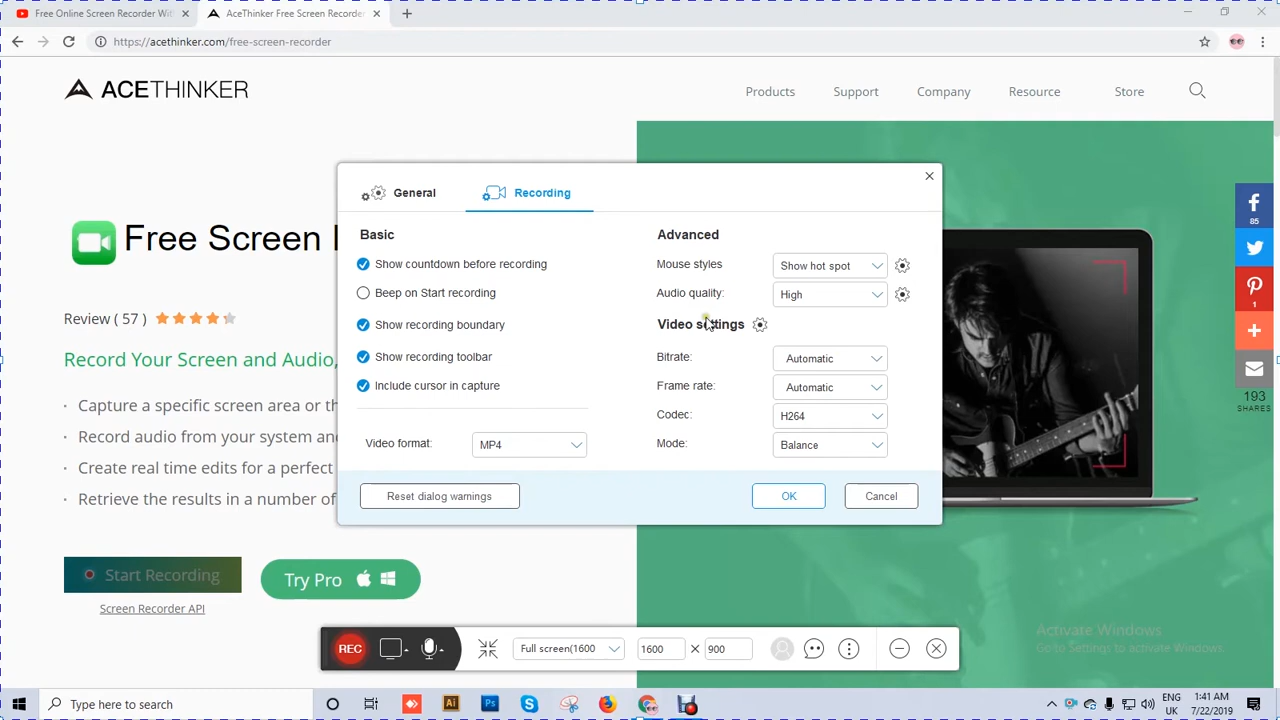 Free Online Screen Recorder Wit
AceThinker Free Screen Recorder
https://acethinker.com/free-screen-recorder
ACETHINKER
Products
Support
Company
Resource
Store
General
Recording
Basic
Show countdown before recording
Beep on Start recording
Show recording boundary
Show recording toolbar
Include cursor in capture
Video format:
MP4
Advanced
Mouse styles
Show hot spot
Audio quality:
High
Video settings
Bitrate:
Automatic
Frame rate:
Automatic
Codec:
H264
Mode:
Balance
Reset dialog warnings
OK
Cancel
Free Screen
Review ( 57 )
Record Your Screen and Audio,
· Capture a specific screen area or th
· Record audio from your system an
· Create real time edits for a perfect
· Retrieve the results in a number of
Start Recording
Try Pro
Screen Recorder API
85
1
193
SHARES
REC
Full screen(1600
1600
×
900
Activate Windows
Go to Settings to activate Windows.
Type here to search
Ai
Ps
ENG
UK
1:41 AM
7/22/2019